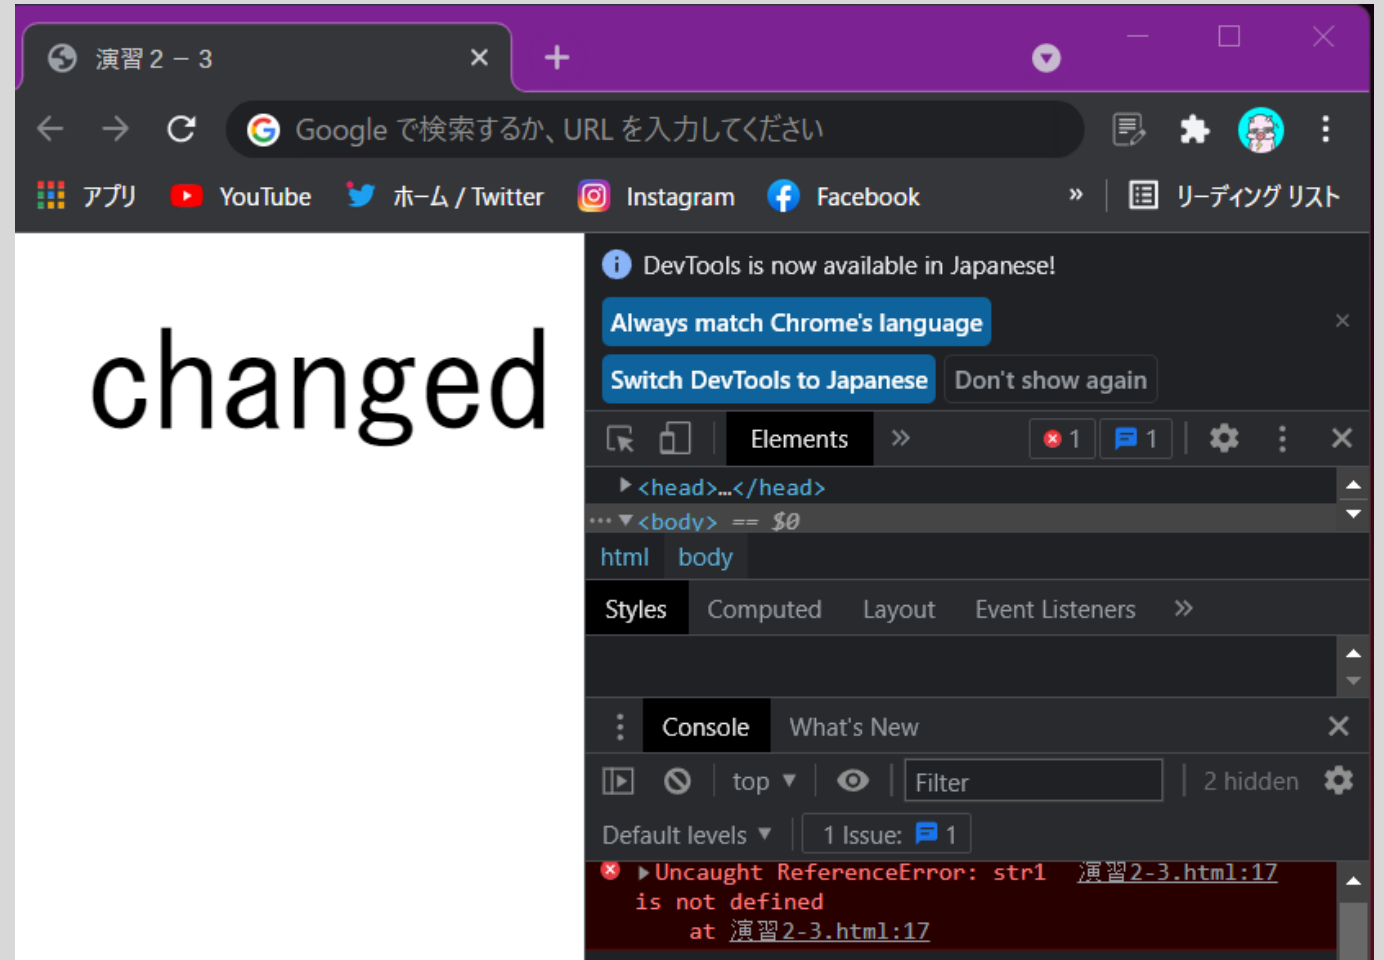 演習２－３
Google で検索するか、URL を入力してください
アプリ YouTube ホーム / Twitter Instagram Facebook » リーディング リスト
changed
DevTools is now available in Japanese!
Always match Chrome's language
Switch DevTools to Japanese Don't show again
Elements » 1 1
<head>…</head>
<body> == $0
html body
Styles Computed Layout Event Listeners »
Console What's New
top Filter 2 hidden
Default levels 1 Issue: 1
Uncaught ReferenceError: str1 演習2-3.html:17
is not defined
at 演習2-3.html:17